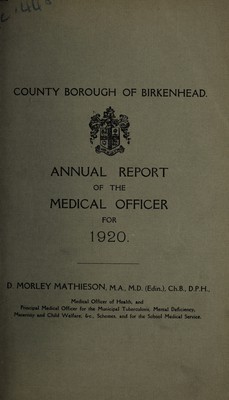 COUNTY BOROUGH OF BIRKENHEAD.
ANNUAL REPORT
OF THE
MEDICAL OFFICER
FOR
1920.
D. MORLEY MATHIESON, M.A., M.D. (Edin.), Ch.B., D.P.H.,
Medical Officer of Health, and
Principal Medical Officer for the Municipal Tuberculosis, Mental Deficiency,
Maternity and Child Welfare, &c., Schemes, and for the School Medical Service.